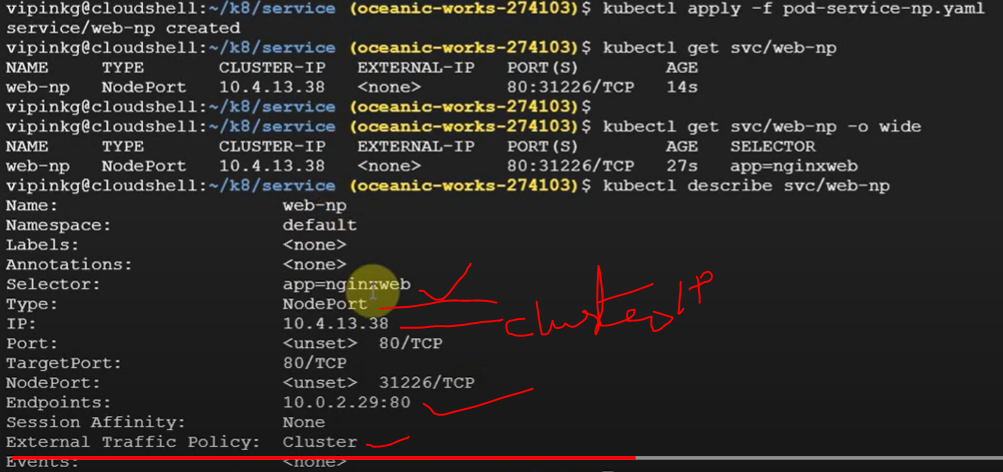 vipinkg@cloudshell:~/k8/service (oceanic-works-274103)$ kubectl apply -f pod-service-np.yaml
service/web-np created
vipinkg@cloudshell:~/k8/service (oceanic-works-274103)$ kubectl get svc/web-np
NAME TYPE CLUSTER-IP EXTERNAL-IP PORT(S) AGE
web-np NodePort 10.4.13.38 <none> 80:31226/TCP 14s
vipinkg@cloudshell:~/k8/service (oceanic-works-274103)$
vipinkg@cloudshell:~/k8/service (oceanic-works-274103)$ kubectl get svc/web-np -o wide
NAME TYPE CLUSTER-IP EXTERNAL-IP PORT(S) AGE SELECTOR
web-np NodePort 10.4.13.38 <none> 80:31226/TCP 27s app=nginxweb
vipinkg@cloudshell:~/k8/service (oceanic-works-274103)$ kubectl describe svc/web-np
Name: web-np
Namespace: default
Labels: <none>
Annotations: <none>
Selector: app=nginxweb
Type: NodePort
IP: 10.4.13.38 cluster IP
Port: <unset> 80/TCP
TargetPort: 80/TCP
NodePort: <unset> 31226/TCP
Endpoints: 10.0.2.29:80
Session Affinity: None
External Traffic Policy: Cluster
Events: <none>